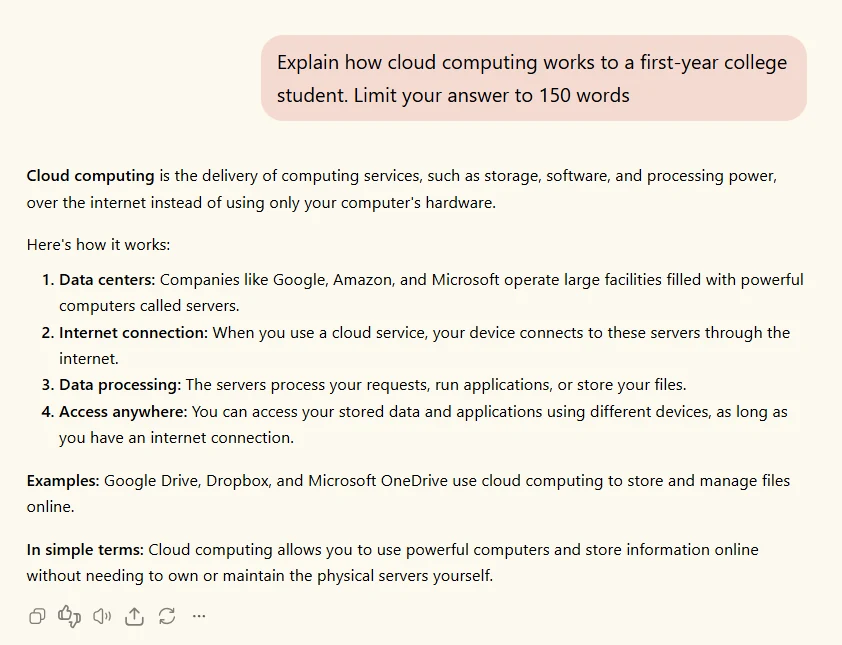 Explain how cloud computing works to a first-year college
student. Limit your answer to 150 words
Cloud computing is the delivery of computing services, such as storage, software, and processing power,
over the internet instead of using only your computer's hardware.
Here's how it works:
1. Data centers: Companies like Google, Amazon, and Microsoft operate large facilities filled with powerful
computers called servers.
2. Internet connection: When you use a cloud service, your device connects to these servers through the
internet.
3. Data processing: The servers process your requests, run applications, or store your files.
4. Access anywhere: You can access your stored data and applications using different devices, as long as
you have an internet connection.
Examples: Google Drive, Dropbox, and Microsoft OneDrive use cloud computing to store and manage files
online.
In simple terms: Cloud computing allows you to use powerful computers and store information online
without needing to own or maintain the physical servers yourself.